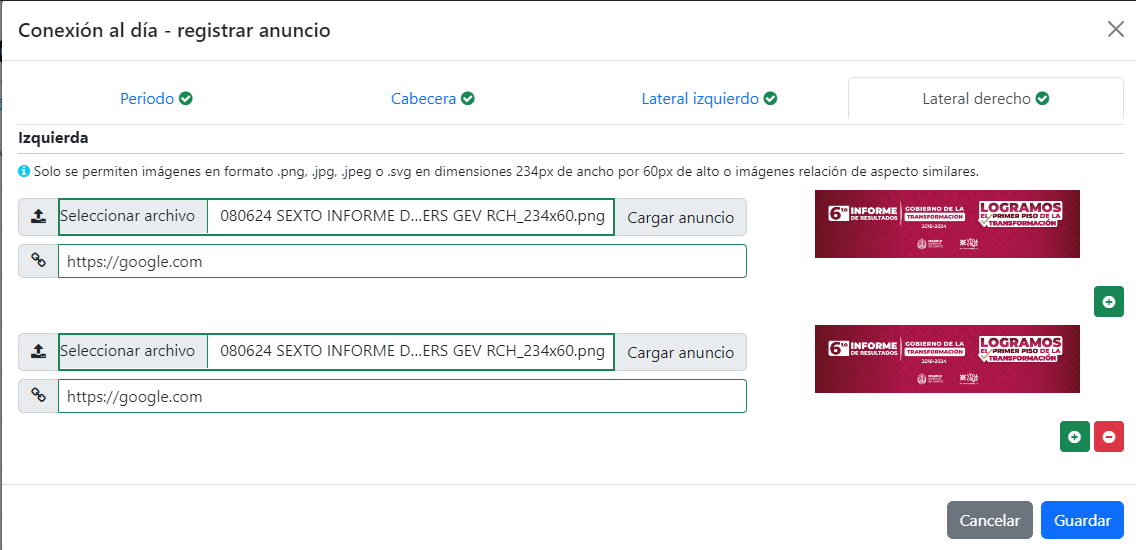 Conexión al día - registrar anuncio
Periodo
Cabecera
Lateral izquierdo
Lateral derecho
Izquierda
Solo se permiten imágenes en formato .png, .jpg, .jpeg o .svg en dimensiones 234px de ancho por 60px de alto o imágenes relación de aspecto similares.
Seleccionar archivo 080624 SEXTO INFORME D...ERS GEV RCH_234x60.png Cargar anuncio
https://google.com
6to INFORME DE RESULTADOS
GOBIERNO DE LA TRANSFORMACIÓN
2018-2024
LOGRAMOS
EL PRIMER PISO DE LA
TRANSFORMACIÓN
Seleccionar archivo 080624 SEXTO INFORME D...ERS GEV RCH_234x60.png Cargar anuncio
https://google.com
6to INFORME DE RESULTADOS
GOBIERNO DE LA TRANSFORMACIÓN
2018-2024
LOGRAMOS
EL PRIMER PISO DE LA
TRANSFORMACIÓN
Cancelar
Guardar